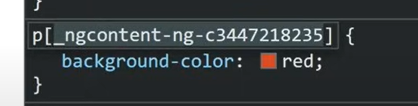 }
p[_ngcontent-ng-c3447218235] {
background-color: red;
}